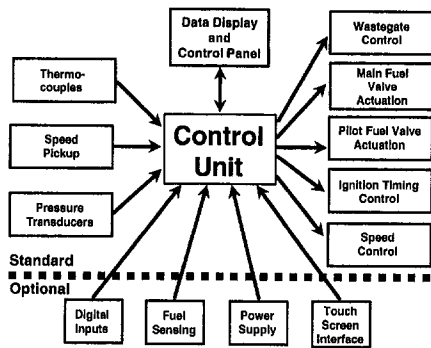 Data Display
and
Control Panel
Wastegate
Control
Thermo-
couples
Main Fuel
Valve
Actuation
Speed
Pickup
Control
Unit
Pilot Fuel Valve
Actuation
Pressure
Transducers
Ignition Timing
Control
Speed
Control
Standard
Optional
Digital
Inputs
Fuel
Sensing
Power
Supply
Touch
Screen
Interface